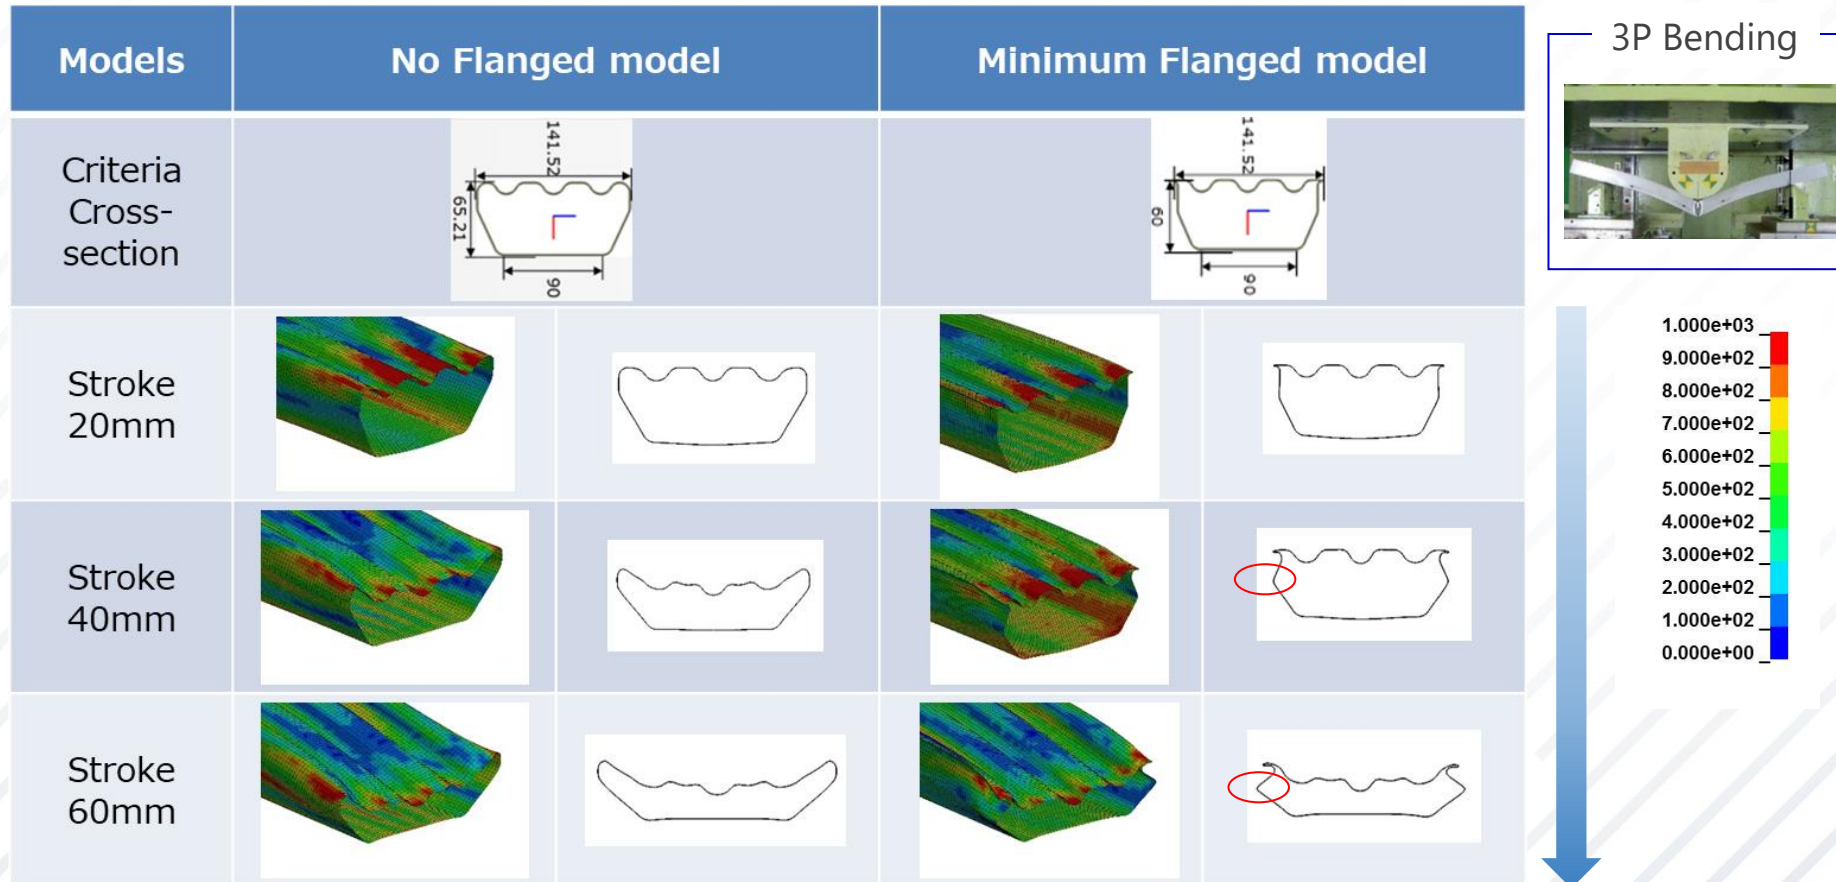 Models
No Flanged model
Minimum Flanged model
3P Bending
Criteria
Cross-
section
141.52
65.21
90
141.52
60
90
Stroke
20mm
Stroke
40mm
Stroke
60mm
1.000e+03
9.000e+02
8.000e+02
7.000e+02
6.000e+02
5.000e+02
4.000e+02
3.000e+02
2.000e+02
1.000e+02
0.000e+00